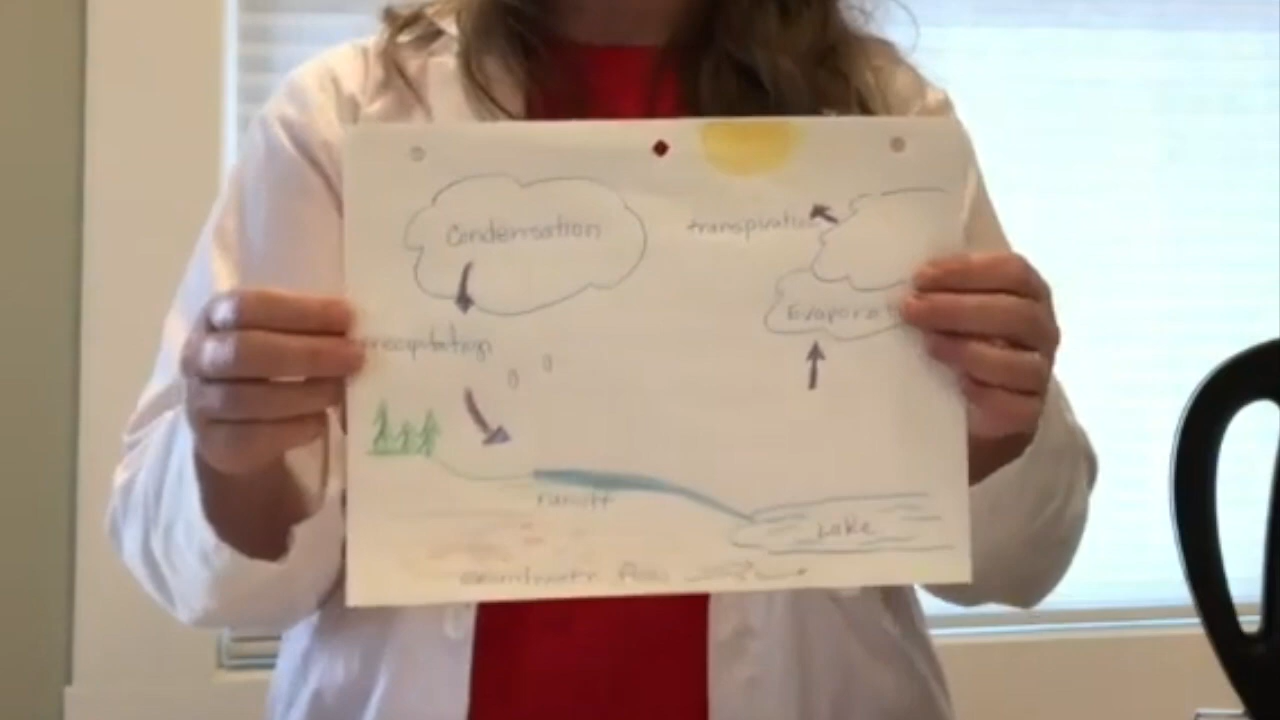 Condensation
transpiration
Evaporat
precipitation
runoff
Lake